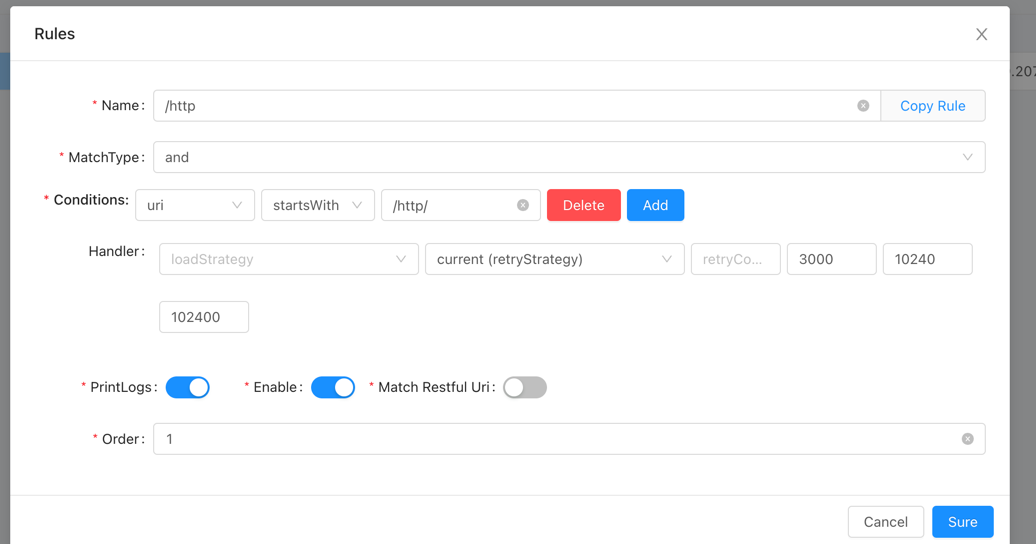 Rules
.207
* Name: /http Copy Rule
* MatchType: and
* Conditions: uri startsWith /http/ Delete Add
Handler: loadStrategy current (retryStrategy) retryCo... 3000 10240
102400
* PrintLogs: * Enable: * Match Restful Uri:
* Order: 1
Cancel Sure